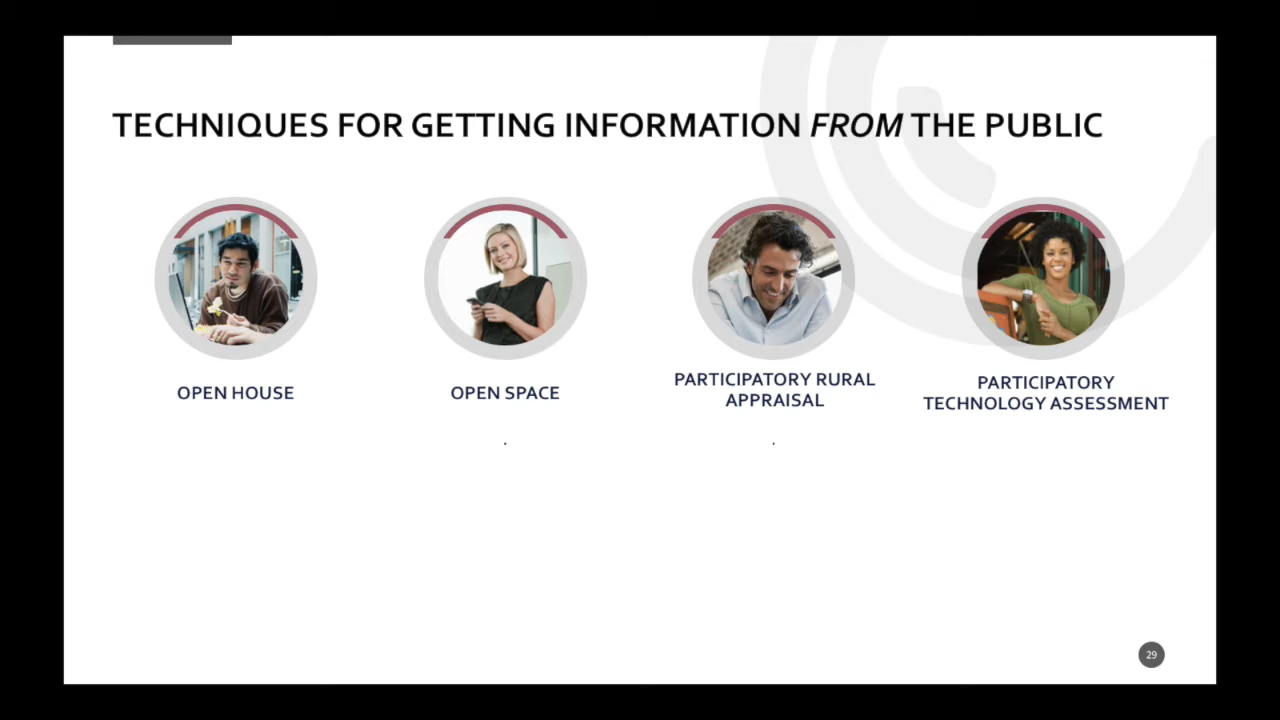 TECHNIQUES FOR GETTING INFORMATION FROM THE PUBLIC
OPEN HOUSE
OPEN SPACE
PARTICIPATORY RURAL
APPRAISAL
PARTICIPATORY
TECHNOLOGY ASSESSMENT
.
.
29